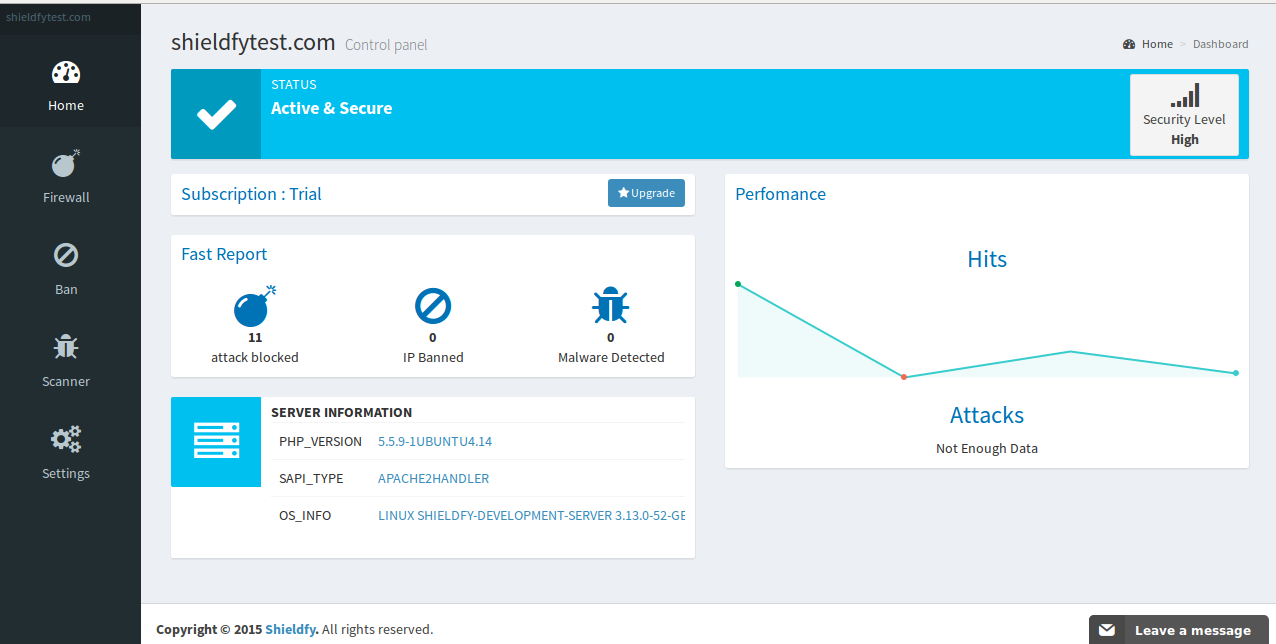 shieldfytest.com
Home
Firewall
Ban
Scanner
Settings
shieldfytest.com Control panel
Home > Dashboard
STATUS
Active & Secure
Security Level
High
Subscription : Trial
Upgrade
Fast Report
11
attack blocked
0
IP Banned
0
Malware Detected
SERVER INFORMATION
PHP_VERSION 5.5.9-1UBUNTU4.14
SAPI_TYPE APACHE2HANDLER
OS_INFO LINUX SHIELDFY-DEVELOPMENT-SERVER 3.13.0-52-GE
Perfomance
Hits
Attacks
Not Enough Data
Copyright © 2015 Shieldfy. All rights reserved.
Leave a message